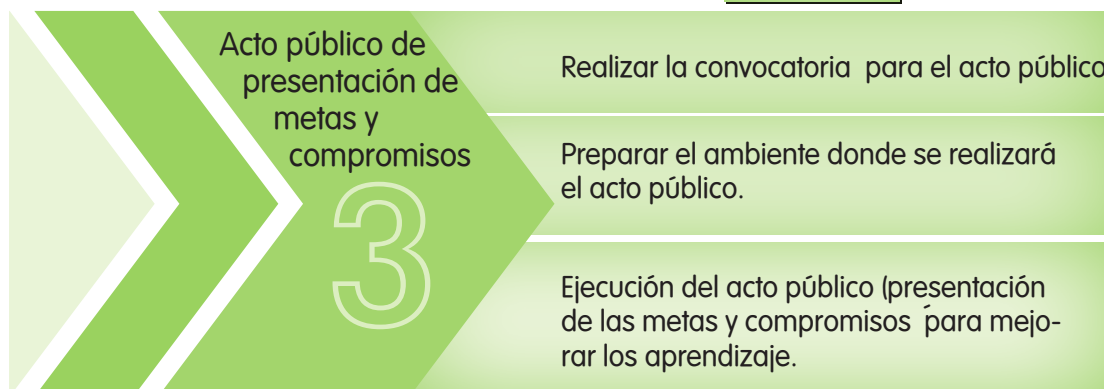 Acto público de
presentación de
metas y
compromisos
3
Realizar la convocatoria para el acto público
Preparar el ambiente donde se realizará
el acto público.
Ejecución del acto público (presentación
de las metas y compromisos para mejo-
rar los aprendizaje.